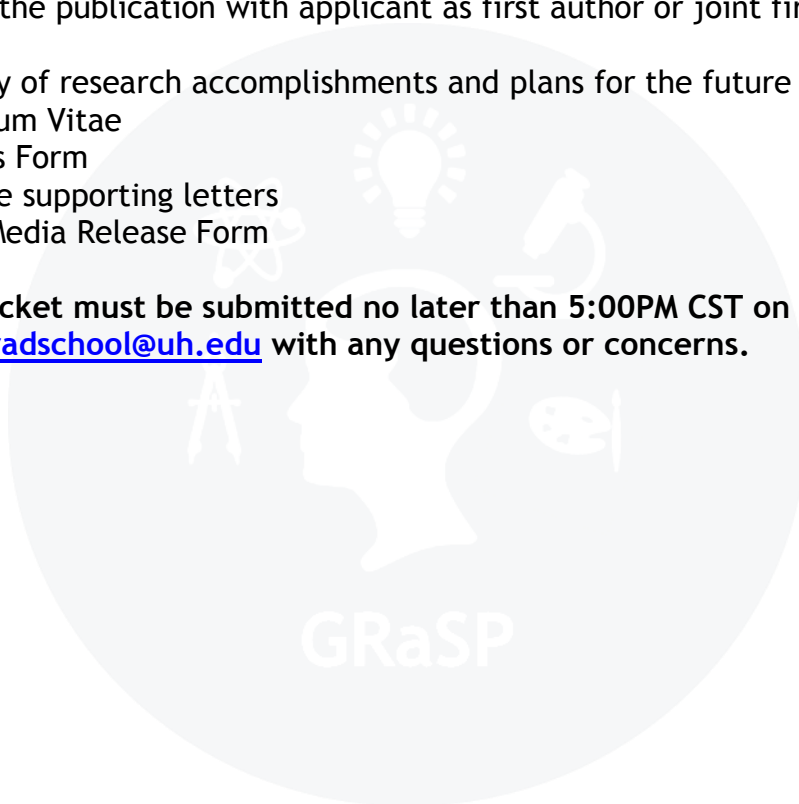 the publication with applicant as first author or joint fir
y of research accomplishments and plans for the future
um Vitae
s Form
e supporting letters
Media Release Form
cket must be submitted no later than 5:00PM CST on
radschool@uh.edu with any questions or concerns.
GRaSP